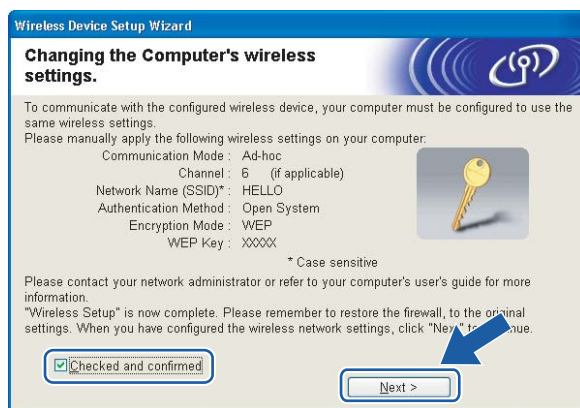 Wireless Device Setup Wizard
Changing the Computer's wireless
settings.
To communicate with the configured wireless device, your computer must be configured to use the
same wireless settings.
Please manually apply the following wireless settings on your computer:
Communication Mode : Ad-hoc
Channel : 6 (if applicable)
Network Name (SSID)* : HELLO
Authentication Method : Open System
Encryption Mode : WEP
WEP Key : XXXXX
* Case sensitive
Please contact your network administrator or refer to your computer's user's guide for more
information.
"Wireless Setup" is now complete. Please remember to restore the firewall, to the original
settings. When you have configured the wireless network settings, click "Next" to
Checked and confirmed
Next >